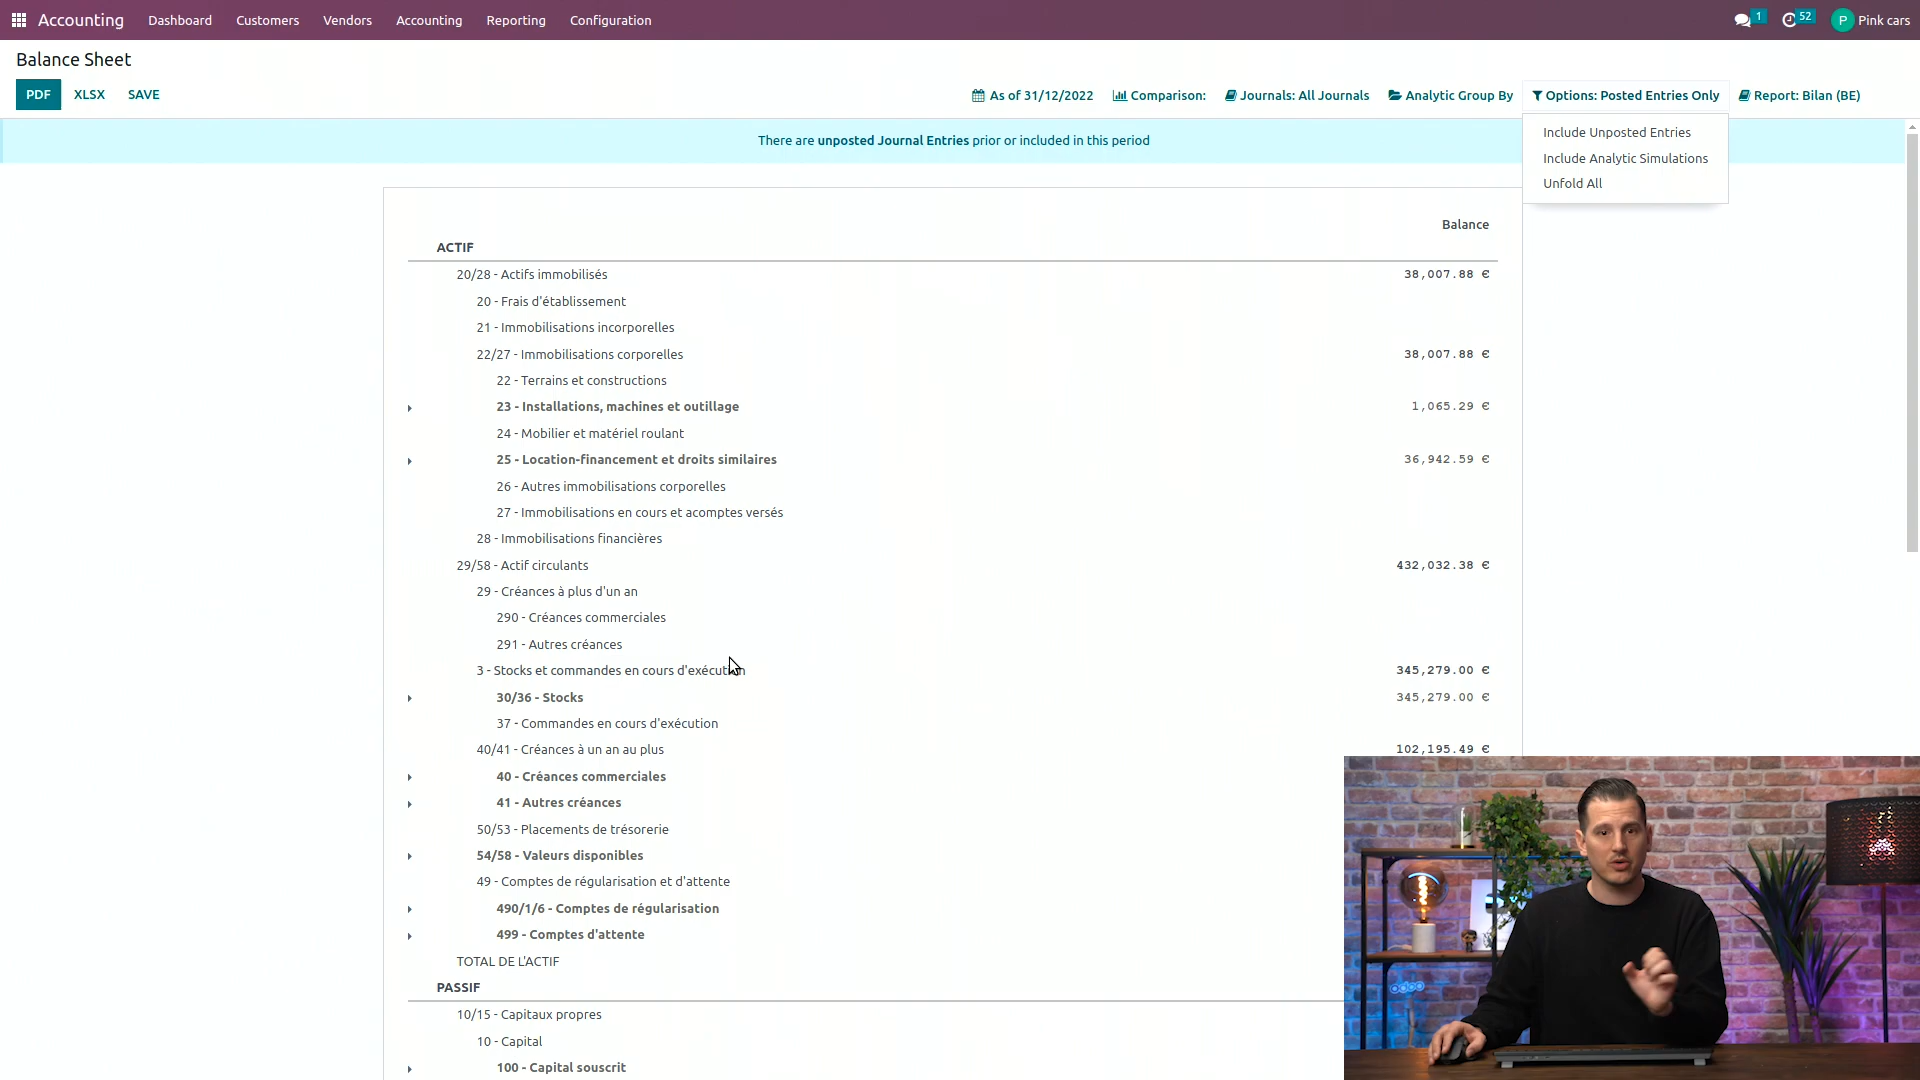 Accounting Dashboard Customers Vendors Accounting Reporting Configuration 1 52 P Pink cars
Balance Sheet
PDF XLSX SAVE As of 31/12/2022 Comparison: Journals: All Journals Analytic Group By Options: Posted Entries Only Report: Bilan (BE)
Include Unposted Entries
Include Analytic Simulations
Unfold All
There are unposted Journal Entries prior or included in this period
Balance
ACTIF
20/28 - Actifs immobilisés 38,007.88 €
20 - Frais d'établissement
21 - Immobilisations incorporelles
22/27 - Immobilisations corporelles 38,007.88 €
22 - Terrains et constructions
23 - Installations, machines et outillage 1,065.29 €
24 - Mobilier et matériel roulant
25 - Location-financement et droits similaires 36,942.59 €
26 - Autres immobilisations corporelles
27 - Immobilisations en cours et acomptes versés
28 - Immobilisations financières
29/58 - Actif circulants 432,032.38 €
29 - Créances à plus d'un an
290 - Créances commerciales
291 - Autres créances
3 - Stocks et commandes en cours d'exécution 345,279.00 €
30/36 - Stocks 345,279.00 €
37 - Commandes en cours d'exécution
40/41 - Créances à un an au plus 102,195.49 €
40 - Créances commerciales
41 - Autres créances
50/53 - Placements de trésorerie
54/58 - Valeurs disponibles
49 - Comptes de régularisation et d'attente
490/1/6 - Comptes de régularisation
499 - Comptes d'attente
TOTAL DE L'ACTIF
PASSIF
10/15 - Capitaux propres
10 - Capital
100 - Capital souscrit